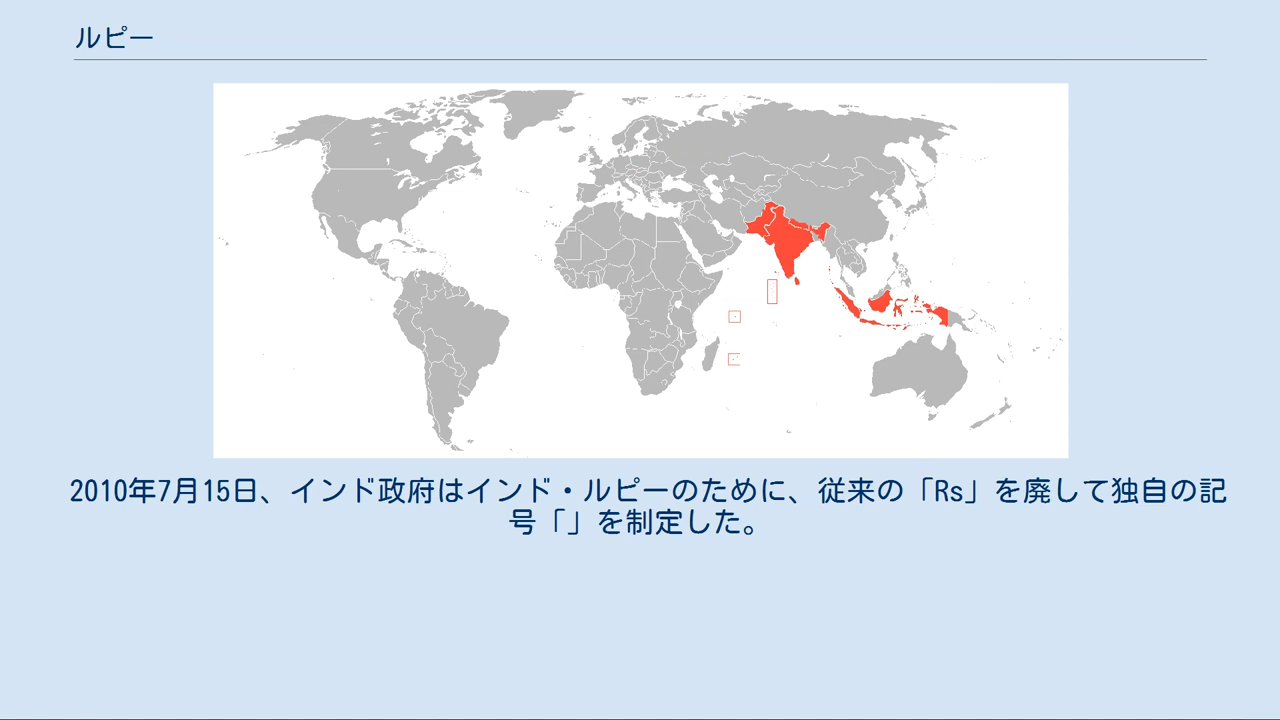 ルピー
2010年7月15日、インド政府はインド・ルピーのために、従来の「Rs」を廃して独自の記
号「」を制定した。